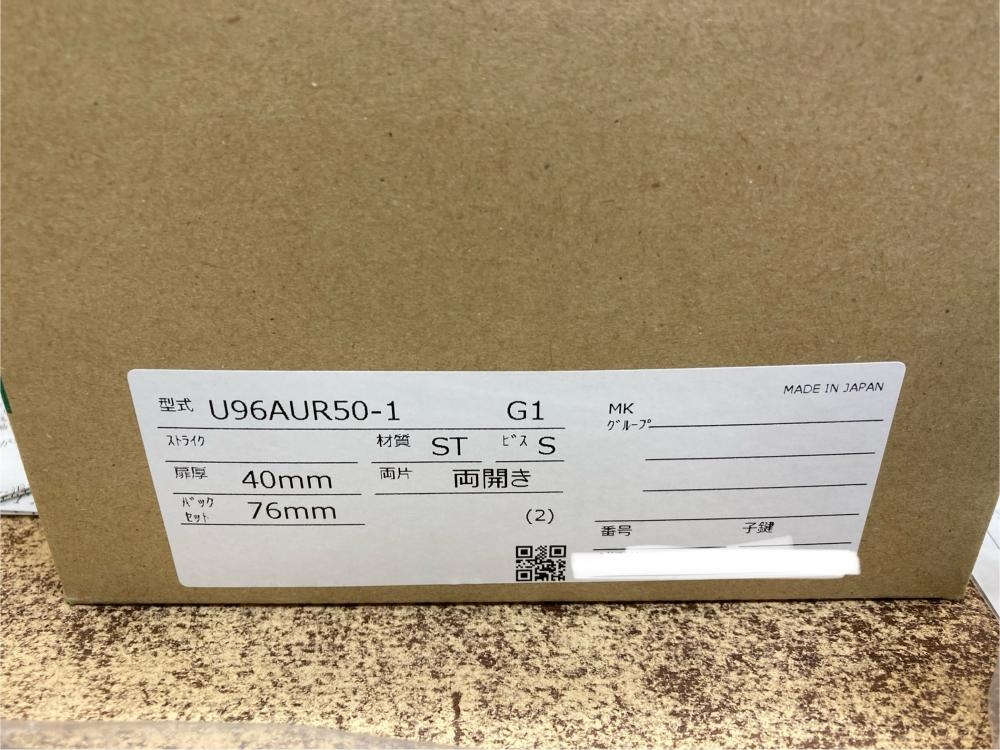 MADE IN JAPAN
型式 U96AUR50-1 G1
ストライク 材質 ST ビス S
扉厚 40mm 両片 両開き
バックセット 76mm
(2)
MK
グループ
番号 子鍵